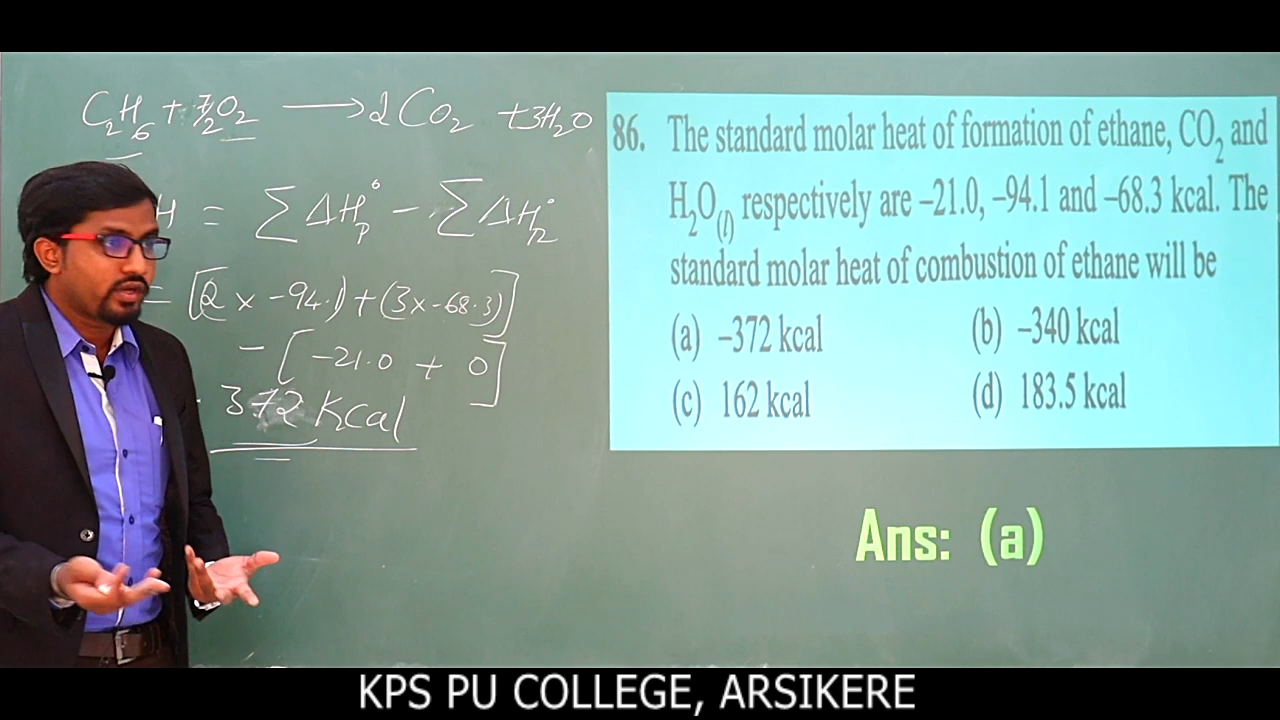 C₂H₆ + 7/2 O₂ ⟶ 2CO₂ + 3H₂O
H = ∑ΔH°p − ∑ΔH°R
= [(2 x -94.1) + (3 x -68.3)]
− [-21.0 + 0]
- 372 Kcal
86. The standard molar heat of formation of ethane, CO₂ and
H₂O₍l₎ respectively are –21.0, –94.1 and –68.3 kcal. The
standard molar heat of combustion of ethane will be
(a) –372 kcal (b) –340 kcal
(c) 162 kcal (d) 183.5 kcal
Ans: (a)
KPS PU COLLEGE, ARSIKERE